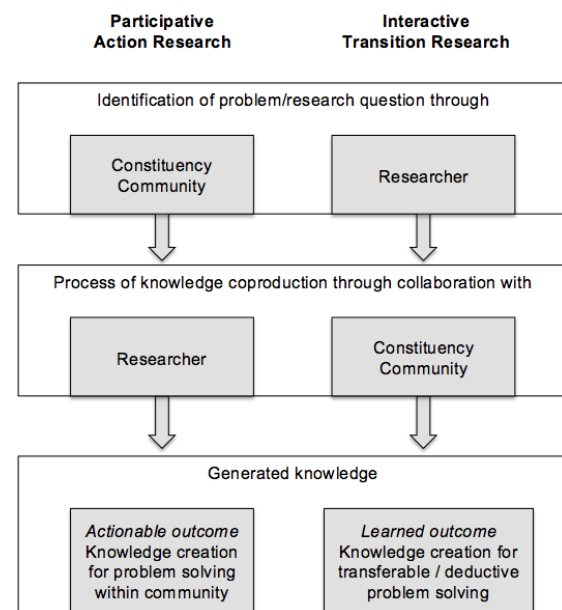 Participative
Action Research
Interactive
Transition Research
Identification of problem/research question through
Constituency
Community
Researcher
Process of knowledge coproduction through collaboration with
Researcher
Constituency
Community
Generated knowledge
Actionable outcome
Knowledge creation
for problem solving
within community
Learned outcome
Knowledge creation for
transferable / deductive
problem solving